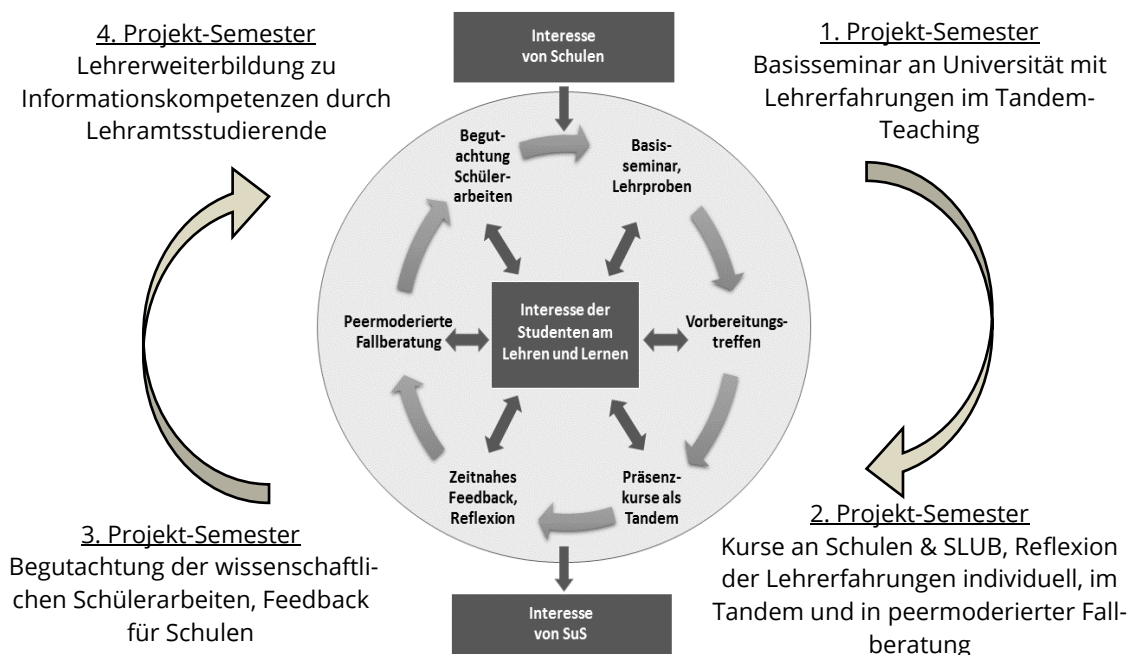 4. Projekt-Semester
Lehrerweiterbildung zu
Informationskompetenzen durch
Lehramtsstudierende
Interesse
von Schulen
1. Projekt-Semester
Basisseminar an Universität mit
Lehrerfahrungen im Tandem-
Teaching
Begut-
achtung
Schüler-
arbeiten
Basis-
seminar,
Lehrproben
Peermoderierte
Fallberatung
Interesse der
Studenten am
Lehren und Lernen
Vorbereitungs-
treffen
Zeitnahes
Feedback,
Reflexion
Präsenz-
kurse als
Tandem
3. Projekt-Semester
Begutachtung der wissenschaftli-
chen Schülerarbeiten, Feedback
für Schulen
Interesse
von SuS
2. Projekt-Semester
Kurse an Schulen & SLUB, Reflexion
der Lehrerfahrungen individuell, im
Tandem und in peermoderierter Fall-
beratung